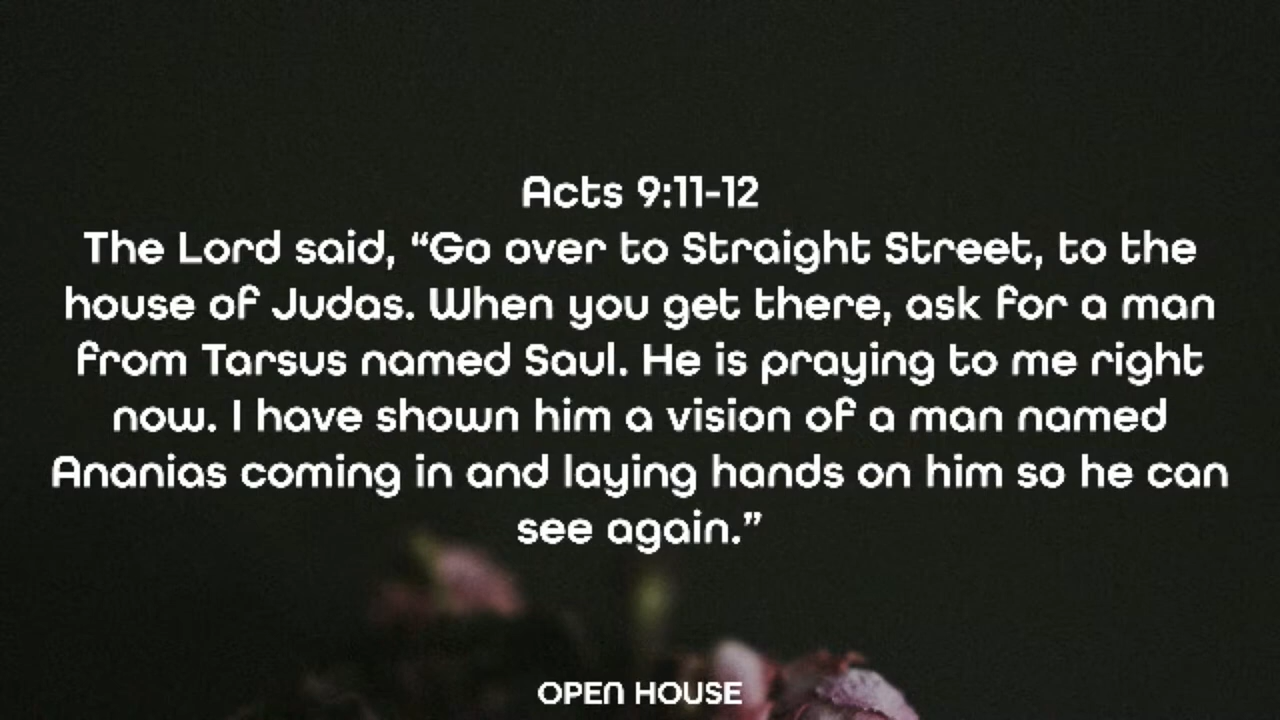 Acts 9:11-12
The Lord said, “Go over to Straight Street, to the
house of Judas. When you get there, ask for a man
from Tarsus named Saul. He is praying to me right
now. I have shown him a vision of a man named
Ananias coming in and laying hands on him so he can
see again.”
OPEN HOUSE